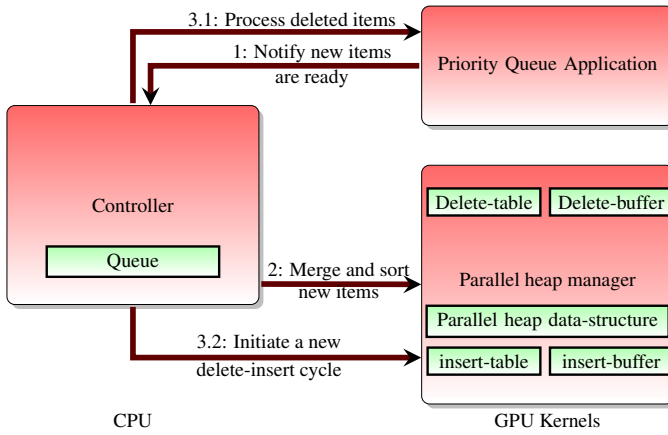 3.1: Process deleted items
1: Notify new items
are ready
Priority Queue Application
Controller
Queue
2: Merge and sort
new items
3.2: Initiate a new
delete-insert cycle
Delete-table
Delete-buffer
Parallel heap manager
Parallel heap data-structure
insert-table
insert-buffer
CPU
GPU Kernels